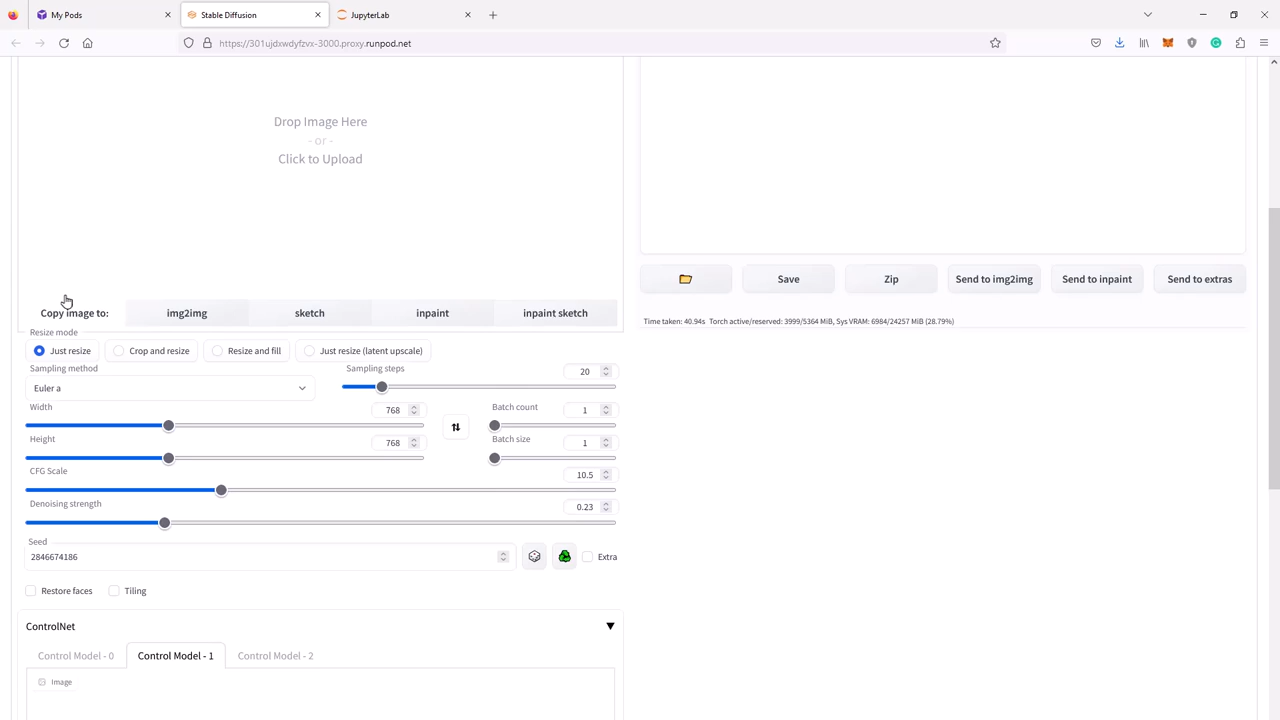 My Pods
Stable Diffusion
JupyterLab
https://301ujdxwdyfzvx-3000.proxy.runpod.net
Drop Image Here
- or -
Click to Upload
Copy image to:
img2img
sketch
inpaint
inpaint sketch
Save
Zip
Send to img2img
Send to inpaint
Send to extras
Time taken: 40.94s Torch active/reserved: 3999/5364 MiB, Sys VRAM: 6984/24257 MiB (28.79%)
Resize mode
Just resize
Crop and resize
Resize and fill
Just resize (latent upscale)
Sampling method
Euler a
Sampling steps
20
Width
768
Batch count
1
Height
768
Batch size
1
CFG Scale
10.5
Denoising strength
0.23
Seed
2846674186
Extra
Restore faces
Tiling
ControlNet
Control Model - 0
Control Model - 1
Control Model - 2
Image